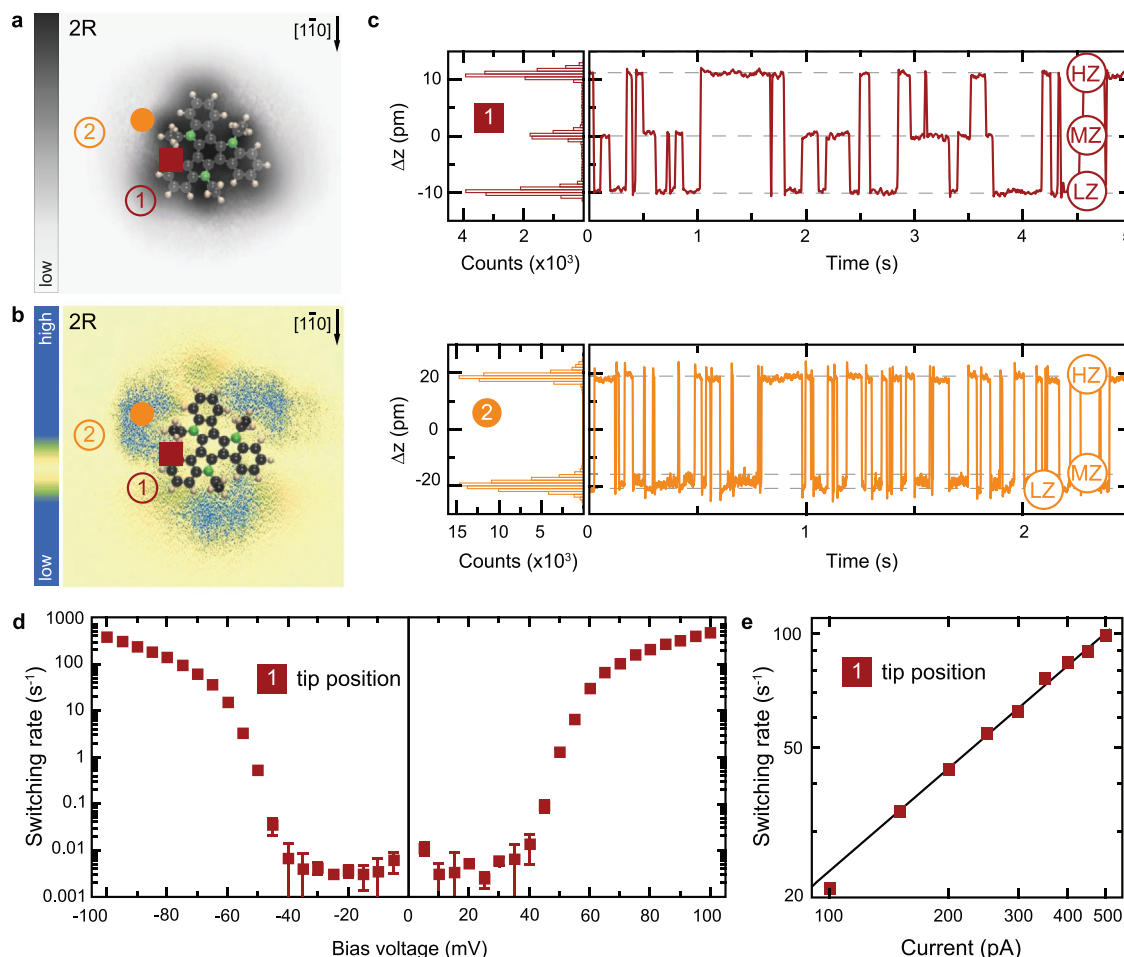 a
2R
[11̄0]
2
1
low
b
high
2R
[11̄0]
2
1
low
c
10
0
-10
Δz (pm)
1
4
2
0
Counts (x10³)
HZ
MZ
LZ
0
1
2
3
4
5
Time (s)
20
0
-20
Δz (pm)
2
15
10
5
0
Counts (x10³)
HZ
MZ
LZ
0
1
2
Time (s)
d
Switching rate (s⁻¹)
1000
100
10
1
0.1
0.01
0.001
1 tip position
-100
-80
-60
-40
-20
0
20
40
60
80
100
Bias voltage (mV)
e
Switching rate (s⁻¹)
100
50
20
1 tip position
100
200
300
400
500
Current (pA)